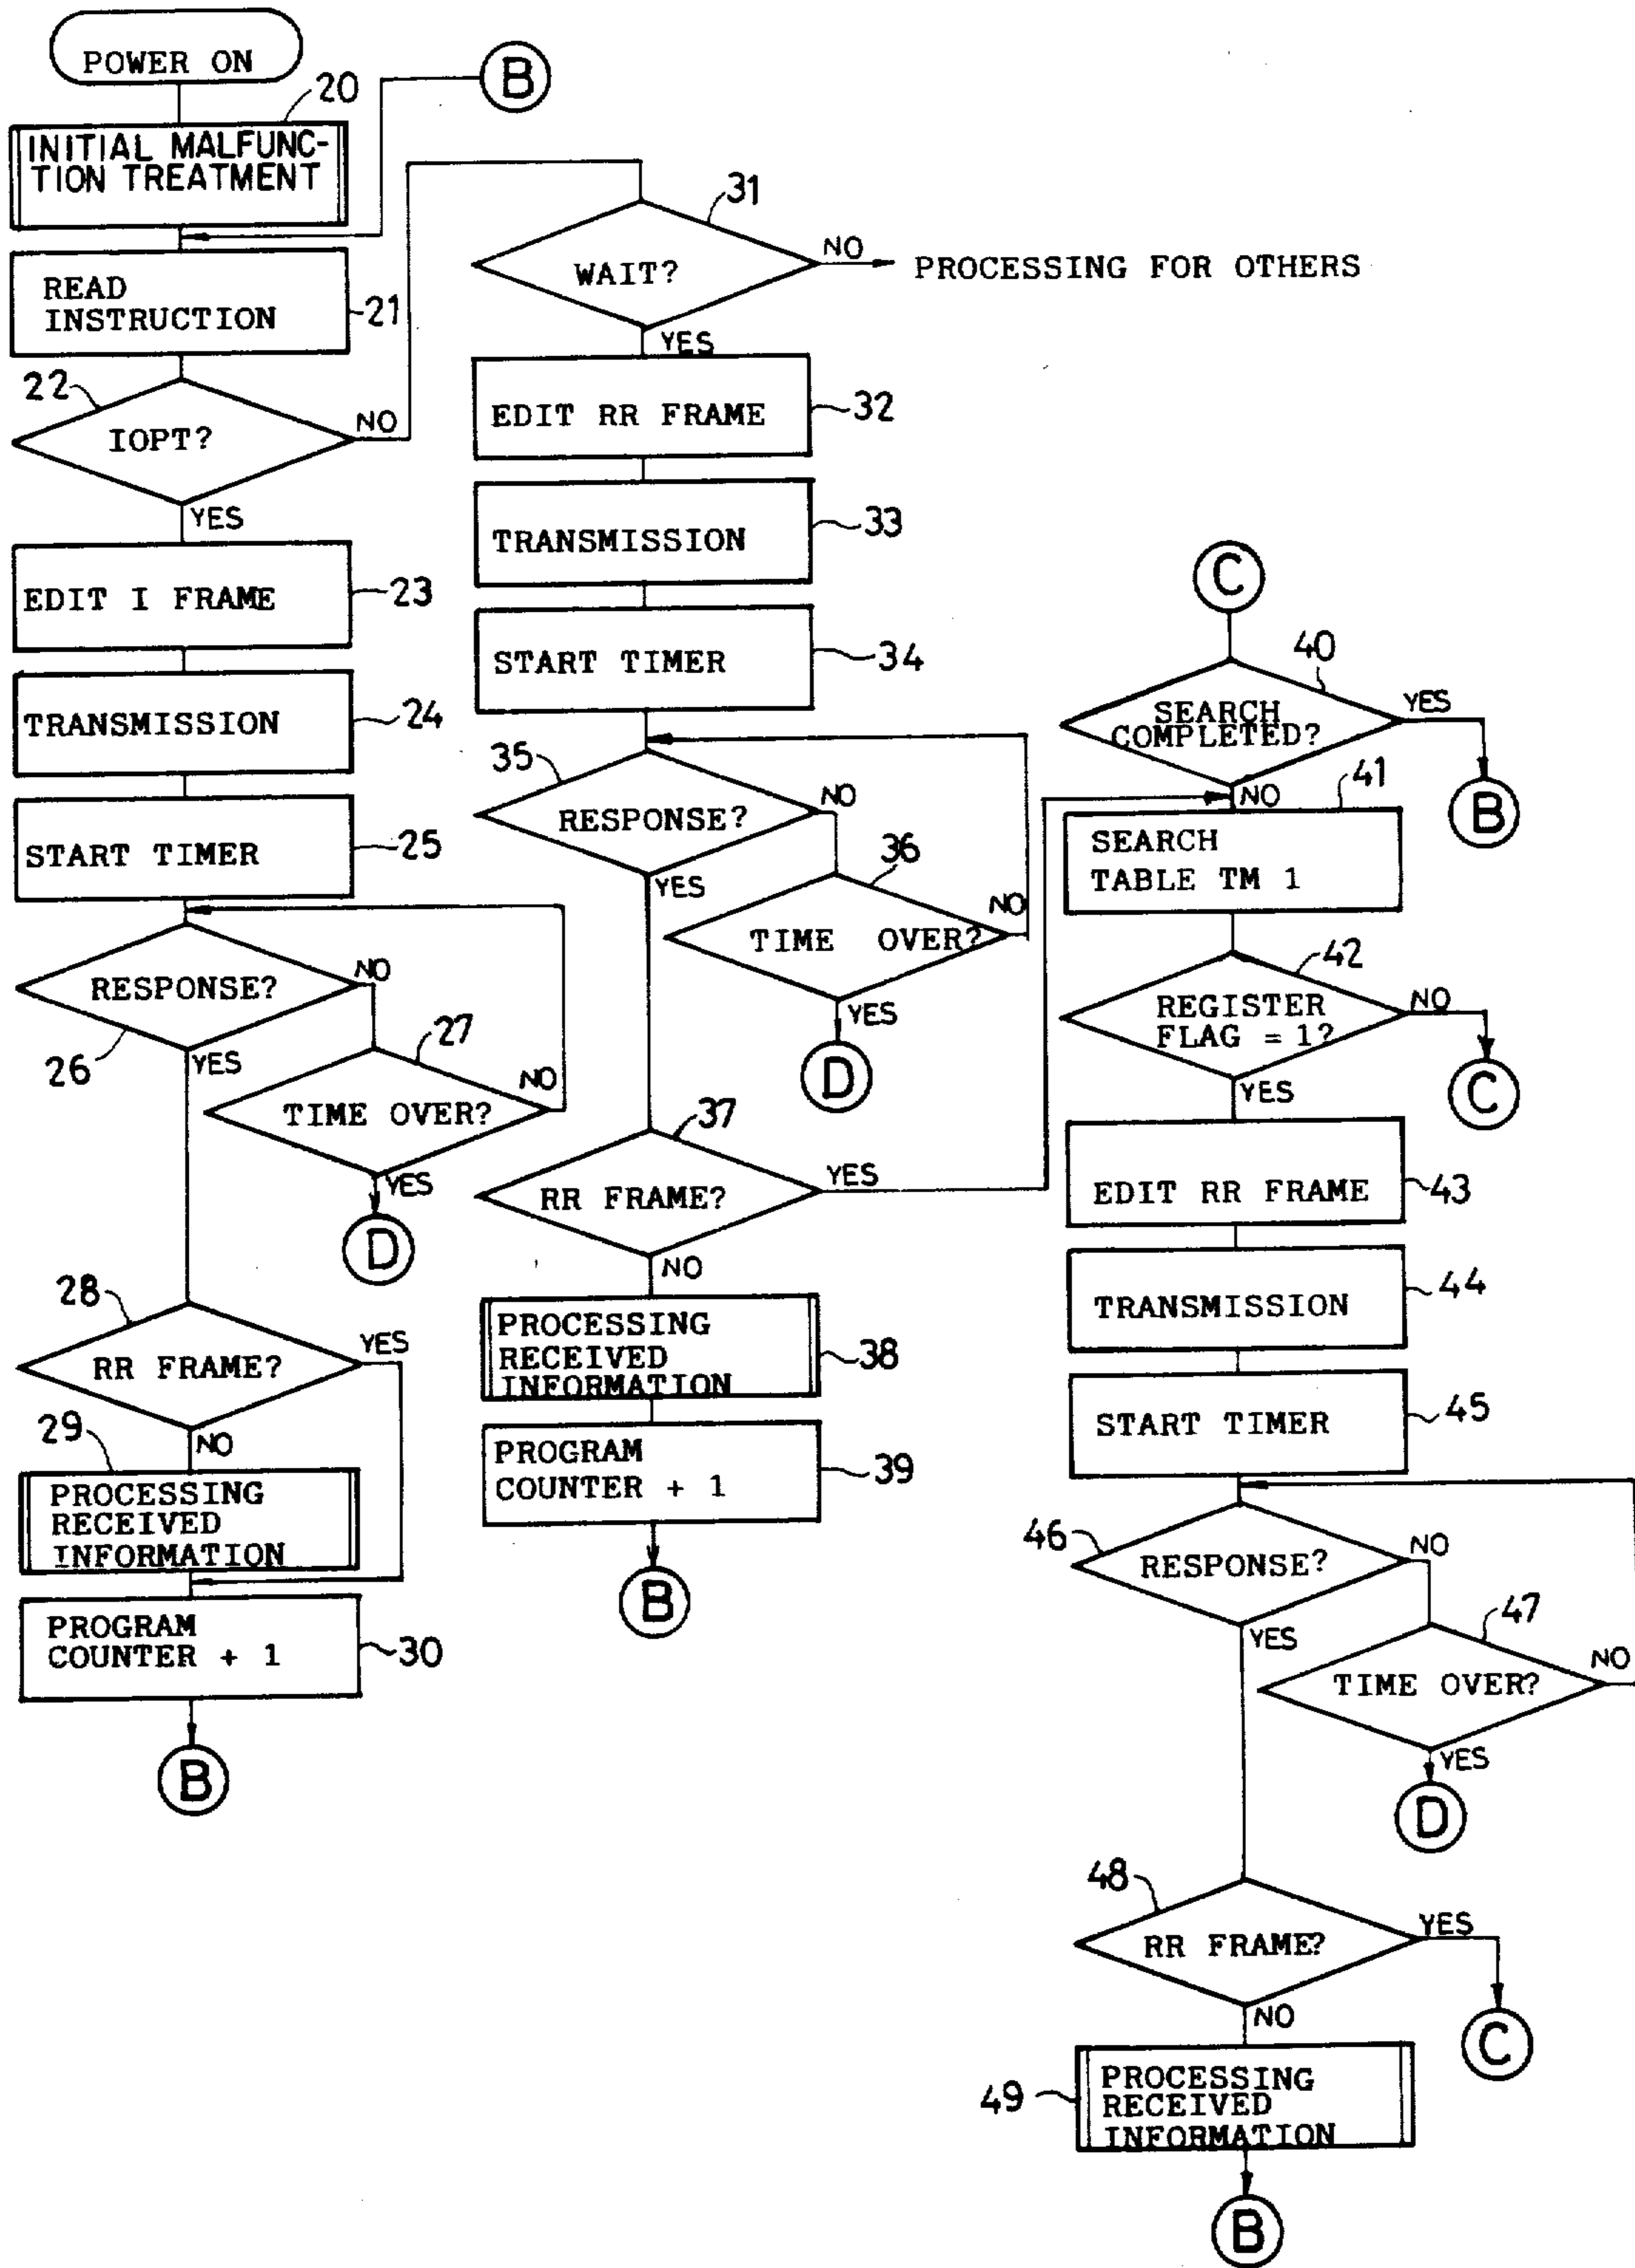 POWER ON
20
INITIAL MALFUNC-
TION TREATMENT
B
READ
INSTRUCTION
21
22
IOPT?
NO
YES
EDIT I FRAME
23
TRANSMISSION
24
START TIMER
25
RESPONSE?
NO
26
YES
27
TIME OVER?
NO
YES
D
28
RR FRAME?
YES
NO
29
PROCESSING
RECEIVED
INFORMATION
PROGRAM
COUNTER + 1
30
B
31
WAIT?
NO
PROCESSING FOR OTHERS
YES
EDIT RR FRAME
32
TRANSMISSION
33
START TIMER
34
35
RESPONSE?
NO
YES
36
TIME OVER?
NO
YES
D
37
RR FRAME?
YES
NO
PROCESSING
RECEIVED
INFORMATION
38
PROGRAM
COUNTER + 1
39
B
C
40
SEARCH
COMPLETED?
YES
B
NO
41
SEARCH
TABLE TM 1
42
REGISTER
FLAG = 1?
NO
C
YES
EDIT RR FRAME
43
TRANSMISSION
44
START TIMER
45
46
RESPONSE?
NO
YES
47
TIME OVER?
NO
YES
D
48
RR FRAME?
YES
C
NO
49
PROCESSING
RECEIVED
INFORMATION
B